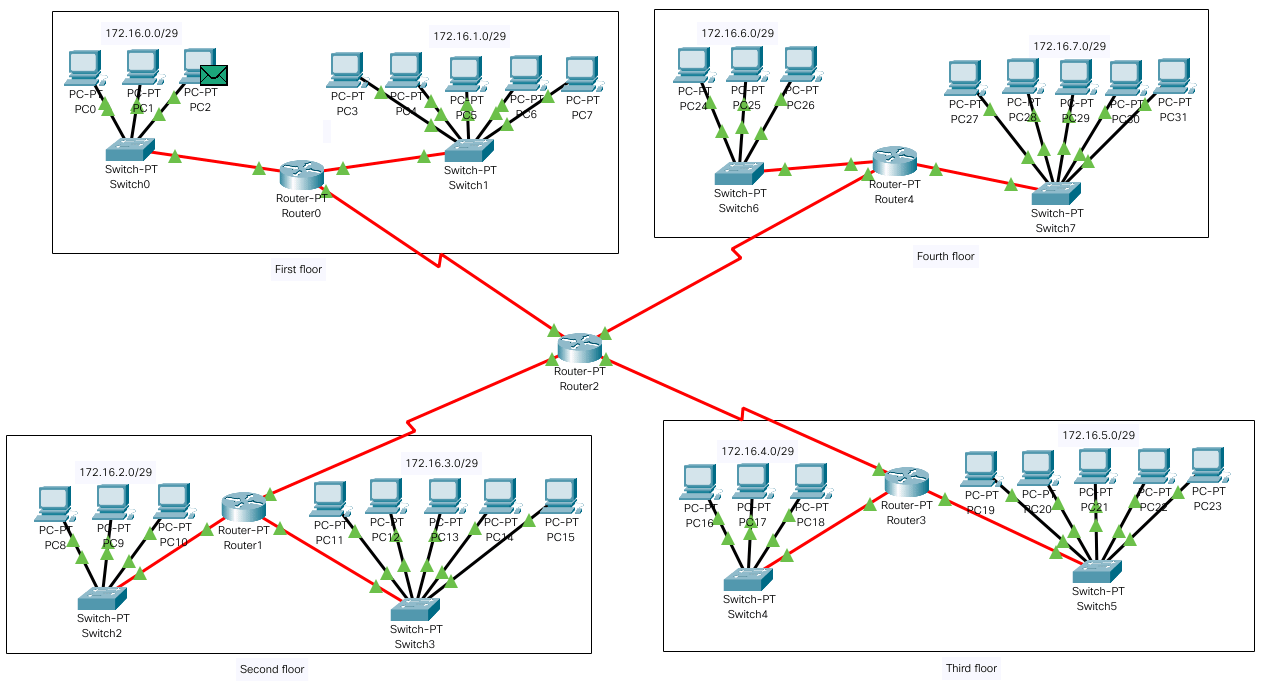 172.16.0.0/29
172.16.1.0/29
PC-PT
PC0
PC-PT
PC1
PC-PT
PC2
PC-PT
PC3
PC-PT
PC4
PC-PT
PC5
PC-PT
PC6
PC-PT
PC7
Switch-PT
Switch0
Router-PT
Router0
Switch-PT
Switch1
First floor
172.16.6.0/29
172.16.7.0/29
PC-PT
PC24
PC-PT
PC25
PC-PT
PC26
PC-PT
PC27
PC-PT
PC28
PC-PT
PC29
PC-PT
PC30
PC-PT
PC31
Switch-PT
Switch6
Router-PT
Router4
Switch-PT
Switch7
Fourth floor
Router-PT
Router2
172.16.2.0/29
172.16.3.0/29
PC-PT
PC8
PC-PT
PC9
PC-PT
PC10
Router-PT
Router1
PC-PT
PC11
PC-PT
PC12
PC-PT
PC13
PC-PT
PC14
PC-PT
PC15
Switch-PT
Switch2
Switch-PT
Switch3
Second floor
172.16.4.0/29
172.16.5.0/29
PC-PT
PC16
PC-PT
PC17
PC-PT
PC18
Router-PT
Router3
PC-PT
PC19
PC-PT
PC20
PC-PT
PC21
PC-PT
PC22
PC-PT
PC23
Switch-PT
Switch4
Switch-PT
Switch5
Third floor